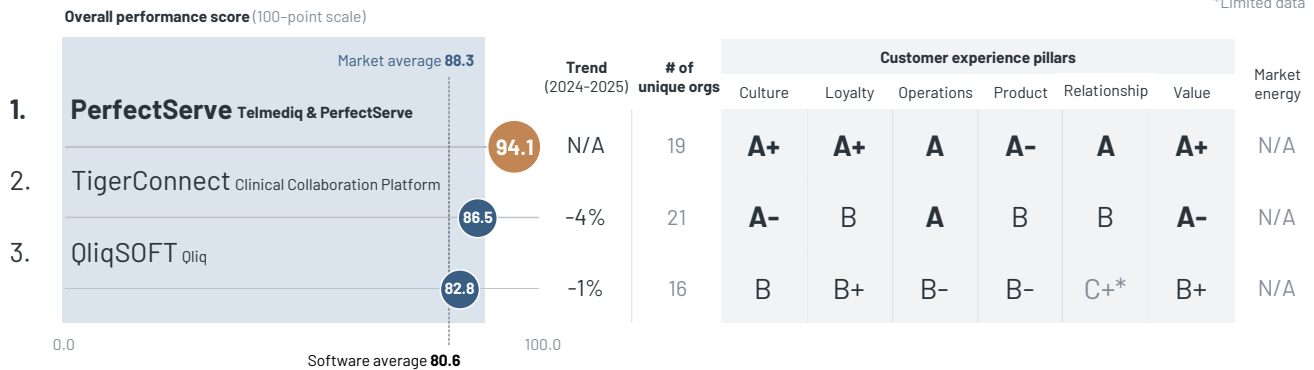 *Limited data
Overall performance score (100-point scale)
Market average 88.3
Trend
(2024-2025)
# of
unique orgs
Customer experience pillars
Culture Loyalty Operations Product Relationship Value
Market
energy
1. PerfectServe Telmediq & PerfectServe
94.1 N/A 19 A+ A+ A A- A A+ N/A
2. TigerConnect Clinical Collaboration Platform
86.5 -4% 21 A- B A B B A- N/A
3. QliqSOFT Qliq
82.8 -1% 16 B B+ B- B- C+* B+ N/A
0.0 100.0
Software average 80.6